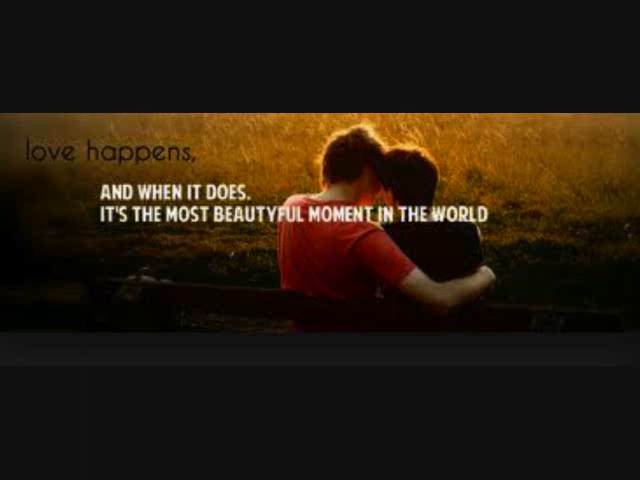 love happens,
AND WHEN IT DOES.
IT'S THE MOST BEAUTYFUL MOMENT IN THE WORLD